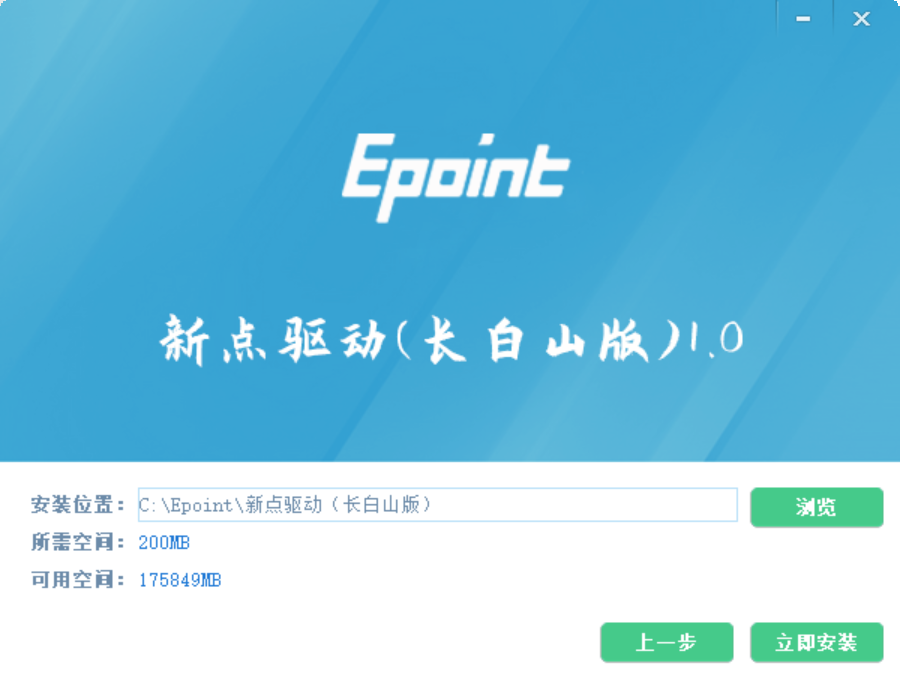 Epoint
新点驱动(长白山版)1.0
安装位置： C:\Epoint\新点驱动（长白山版） 浏览
所需空间： 200MB
可用空间： 175849MB
上一步 立即安装